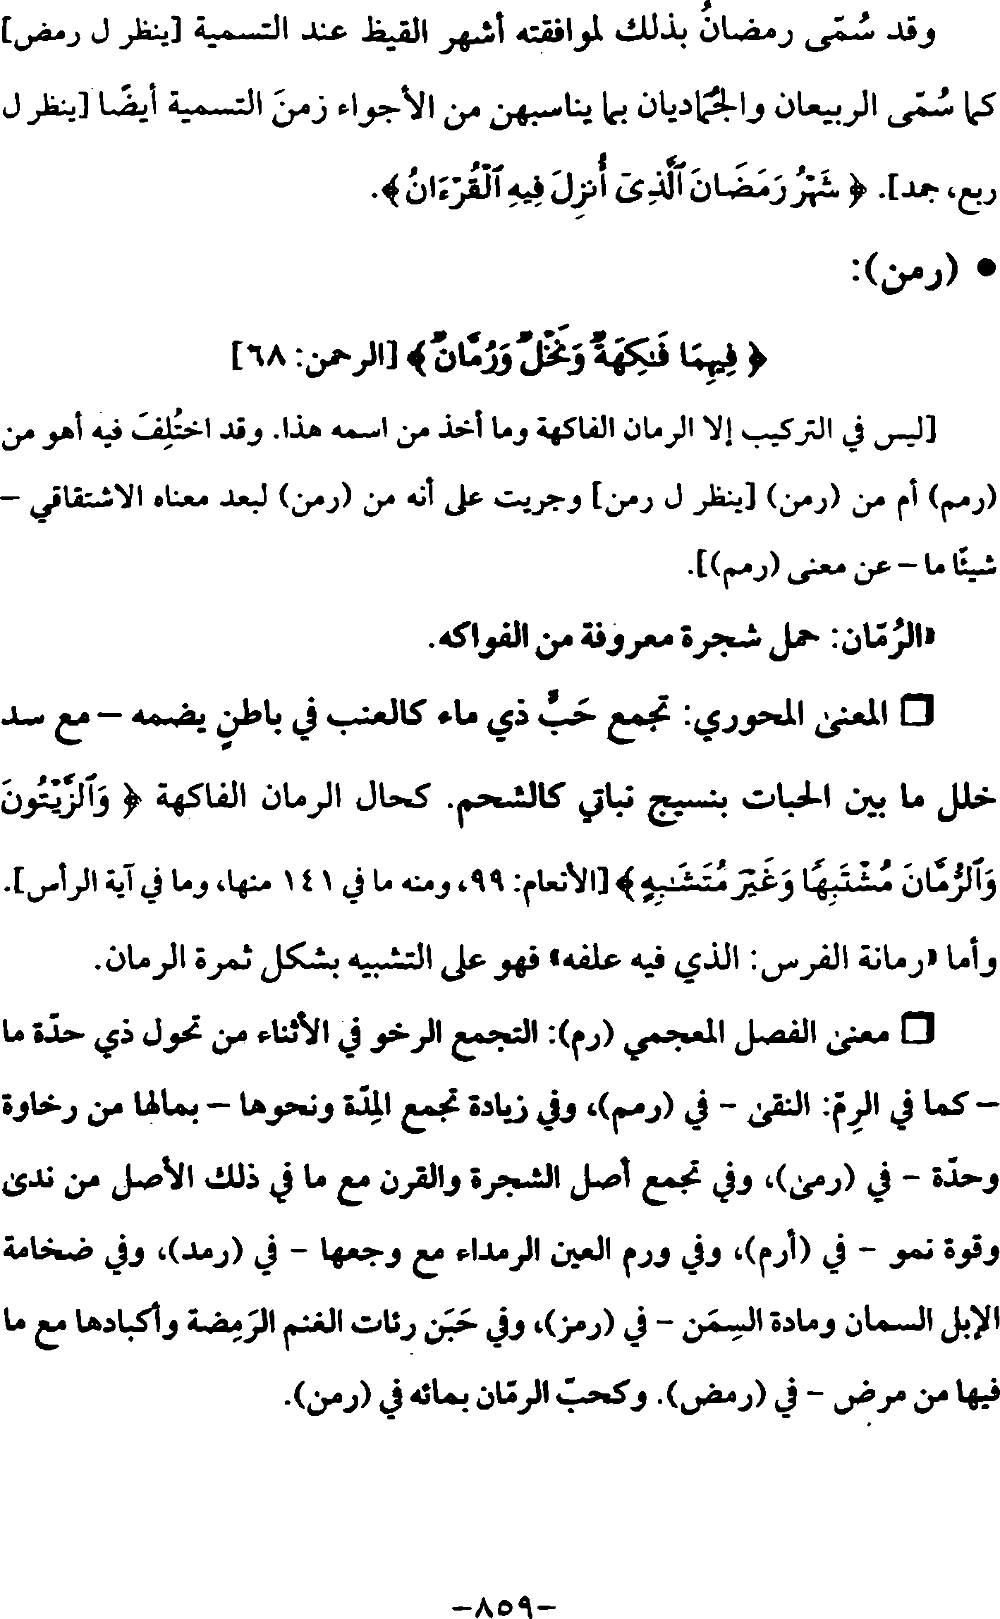 وقد سُمّى رمضانُ بذلك لموافقته أشهر القيظ عند التسمية [ينظر ل رمض]
كما سُمّى الربيعان والجُمَاديان بما يناسبهن من الأجواء زمنَ التسمية أيضًا [ينظر ل
ربع، جمد]. ﴿ شَهْرُ رَمَضَانَ ٱلَّذِىٓ أُنزِلَ فِيهِ ٱلْقُرْءَانُ ﴾.
• (رمن):
﴿ فِيهِمَا فَـٰكِهَةٌ وَنَخْلٌ وَرُمَّانٌ ﴾ [الرحمن: ٦٨]
[ليس في التركيب إلا الرمان الفاكهة وما أخذ من اسمه هذا. وقد اختُلِفَ فيه أهو من
(رمم) أم من (رمن) [ينظر ل رمن] وجريت على أنه من (رمن) لبعد معناه الاشتقاقي –
شيئًا ما – عن معنى (رمم)].
«الرُمّان: حمل شجرة معروفة من الفواكه.
❑ المعنى المحوري: تجمع حَبٌّ ذي ماء كالعنب في باطنٍ يضمه – مع سد
خلل ما بين الحبات بنسيج نباتي كالشحم. كحال الرمان الفاكهة ﴿ وَٱلزَّيْتُونَ
وَٱلرُّمَّانَ مُشْتَبِهًا وَغَيْرَ مُتَشَـٰبِهٍ ﴾ [الأنعام: ٩٩، ومنه ما في ١٤١ منها، وما في آية الرأس].
وأما «رمانة الفرس: الذي فيه علفه» فهو على التشبيه بشكل ثمرة الرمان.
❑ معنى الفصل المعجمي (رم): التجمع الرخو في الأثناء من تحول ذي حدّة ما
– كما في الرِمّ: النقى – في (رمم)، وفي زيادة تجمع المِدّة ونحوها – بمالها من رخاوة
وحدّة – في (رمى)، وفي تجمع أصل الشجرة والقرن مع ما في ذلك الأصل من ندى
وقوة نمو – في (أرم)، وفي ورم العين الرمداء مع وجعها – في (رمد)، وفي ضخامة
الإبل السمان ومادة السِمَن – في (رمز)، وفي حَبَن رئات الغنم الرَمِضة وأكبادها مع ما
فيها من مرض – في (رمض). وكحبّ الرمّان بمائه في (رمن).
-٨٥٩-